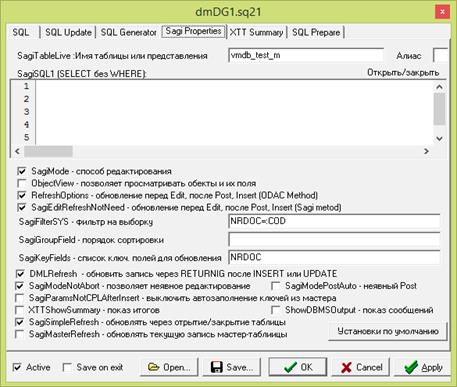 dmDG1.sq21
x
SQL SQL Update SQL Generator Sagi Properties XTT Summary SQL Prepare
SagiTableLive :Имя таблицы или представления vmdb_test_m Алиас
SagiSQL1 (SELECT без WHERE): Открыть/закрыть
1
2
3
4
5
SagiMode - способ редактирования
ObjectView - позволяет просматривать обекты и их поля
RefreshOptions - обновление перед Edit, после Post, Insert (ODAC Method)
SagiEditRefreshNotNeed - обновление перед Edit, после Post, Insert (Sagi metod)
SagiFilterSYS - фильтр на выборку NRDOC=:COD
SagiGroupField - порядок сортировки
SagiKeyFields - список ключ. полей для обновления NRDOC
DMLRefresh - обновить запись через RETURNIG после INSERT или UPDATE
SagiModeNotAbort - позволяет неявное редактирование SagiModePostAuto - неявный Post
SagiParamsNotCPLAfterInsert - выключить автозаполнение ключей из мастера
XTTShowSummary - показ итогов ShowDBMSOutput - показ сообщений
SagiSimpleRefresh - обновлять через отрытие/закрытие таблицы
SagiMasterRefresh - обновлять текущую запись мастер-таблиицы Установки по умолчанию
Active Save on exit Open... Save... OK Cancel Apply